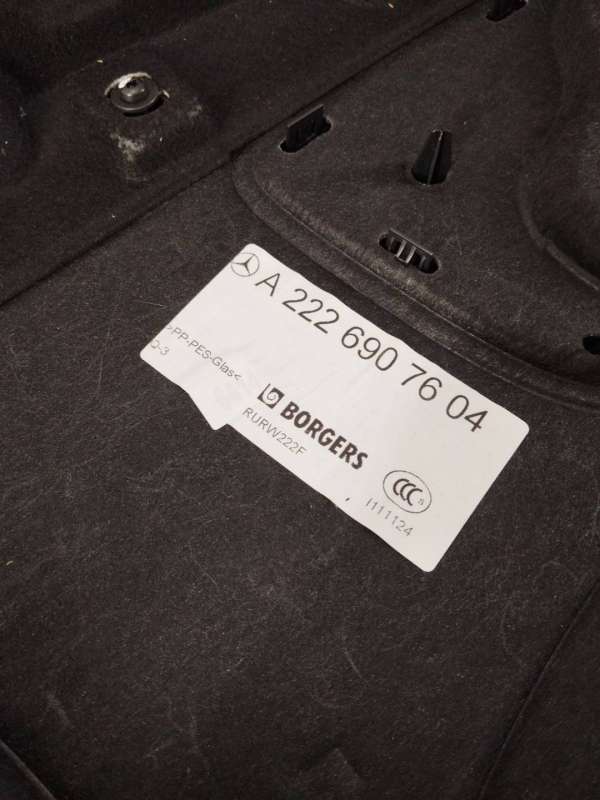 A 222 690 76 04
>PP-PES-Glas<
Q-3
BORGERS
RURW222F
CCC S
I111124